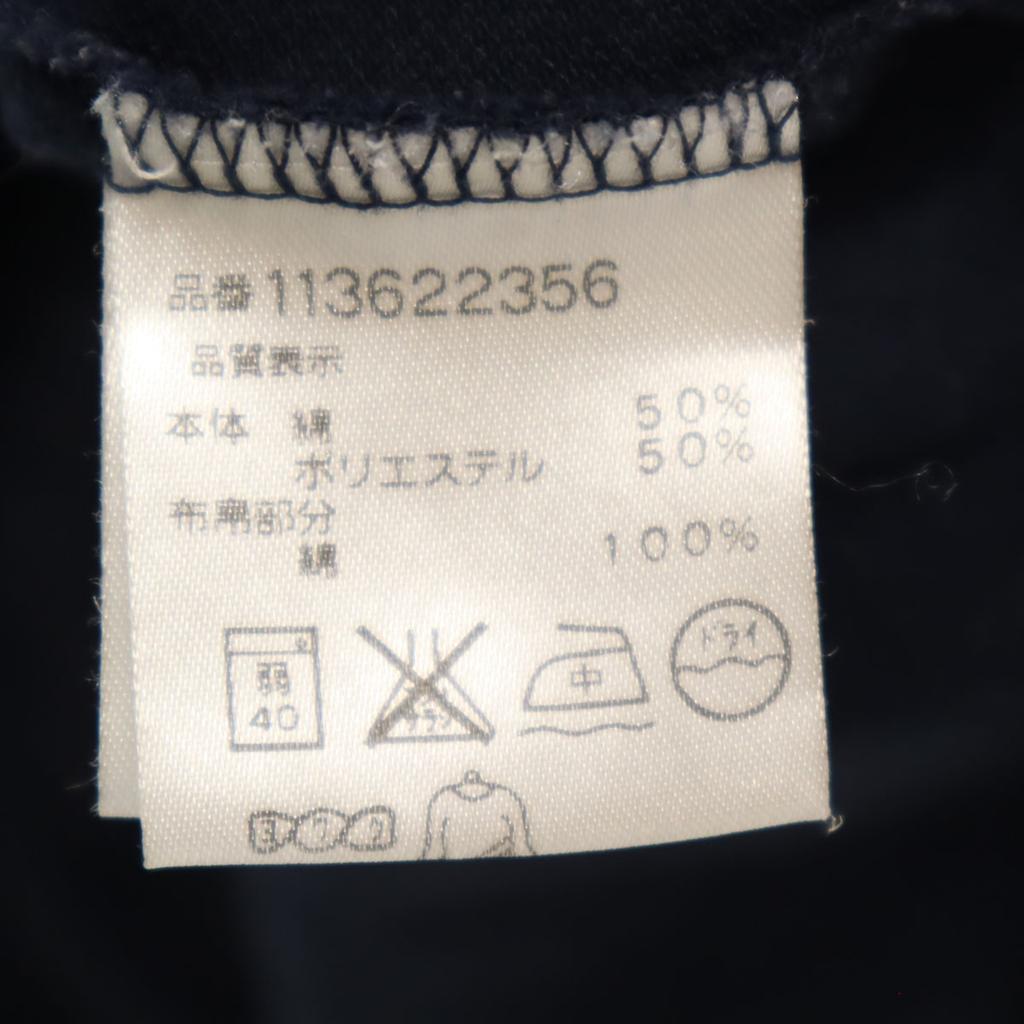 品番113622356
品質表示
本体 綿 50%
ポリエステル 50%
布帛部分
綿 100%
弱
40
中
ドライ